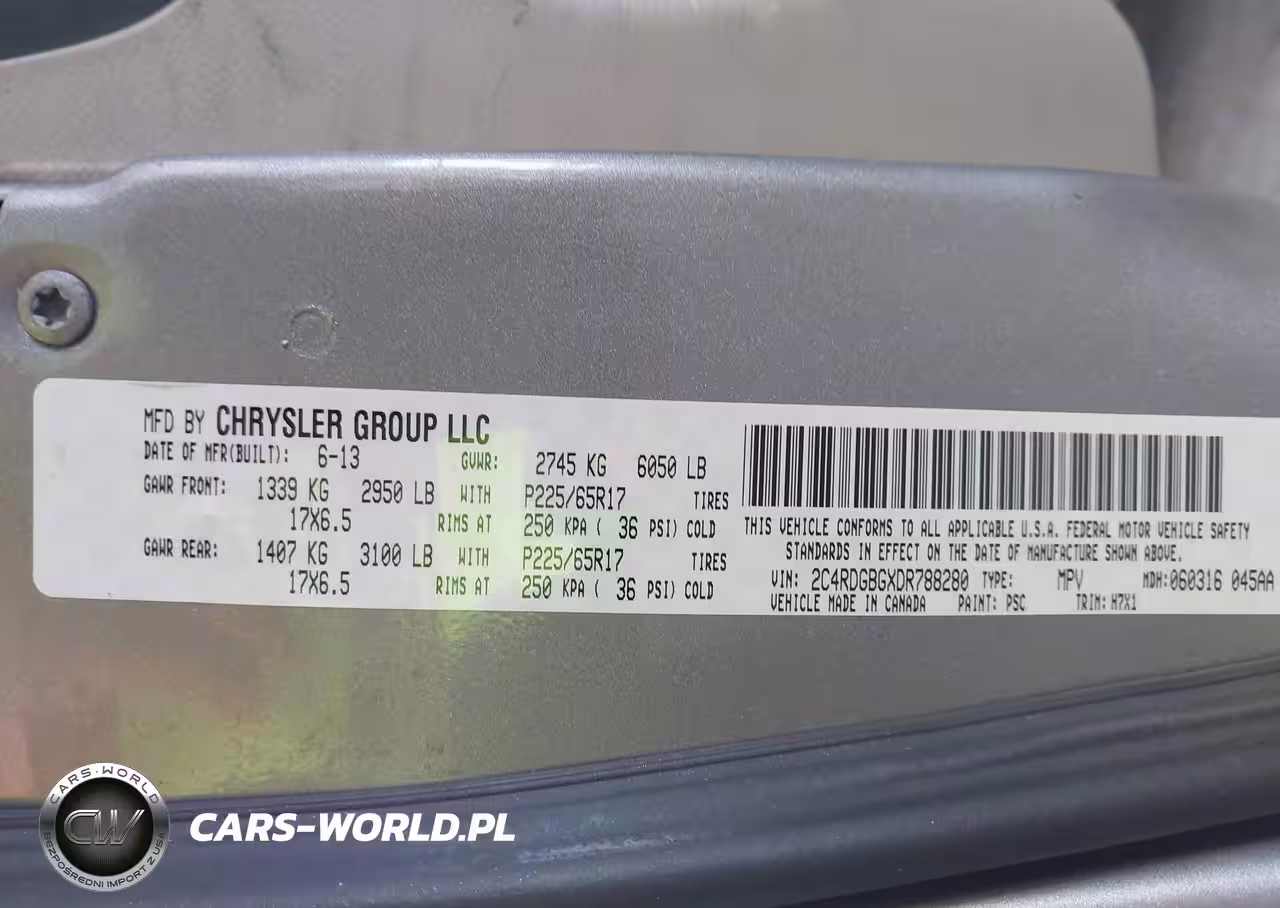 MFD BY CHRYSLER GROUP LLC
DATE OF MFR(BUILT): 6-13 GVWR: 2745 KG 6050 LB
GAWR FRONT: 1339 KG 2950 LB WITH P225/65R17 TIRES
17X6.5 RIMS AT 250 KPA ( 36 PSI) COLD
GAWR REAR: 1407 KG 3100 LB WITH P225/65R17 TIRES
17X6.5 RIMS AT 250 KPA ( 36 PSI) COLD
THIS VEHICLE CONFORMS TO ALL APPLICABLE U.S.A. FEDERAL MOTOR VEHICLE SAFETY
STANDARDS IN EFFECT ON THE DATE OF MANUFACTURE SHOWN ABOVE.
VIN: 2C4RDGBGXDR788280 TYPE: MPV MDH:060316 045AA
VEHICLE MADE IN CANADA PAINT: PSC TRIM: H7X1
CARS-WORLD
CW
BEZPOŚREDNI IMPORT Z USA
CARS-WORLD.PL